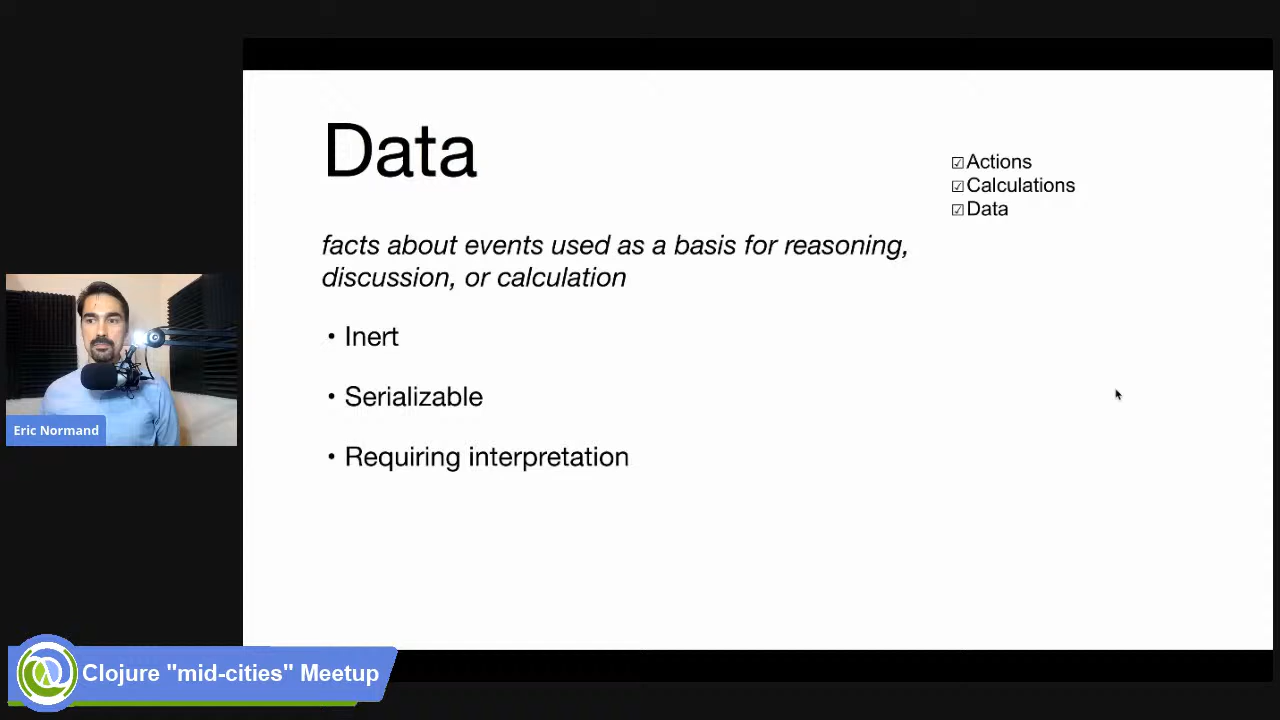 Data
☑Actions
☑Calculations
☑Data
facts about events used as a basis for reasoning,
discussion, or calculation
• Inert
• Serializable
• Requiring interpretation
Eric Normand
Clojure "mid-cities" Meetup